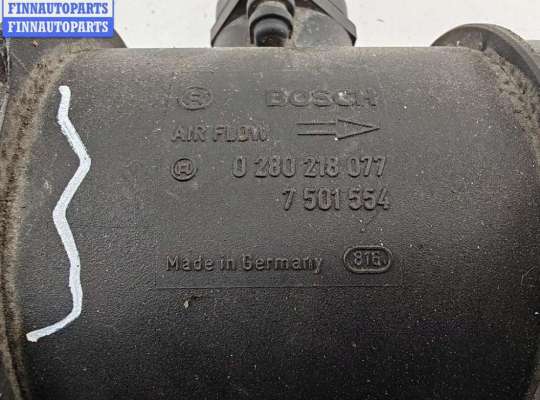 FINNAUTOPARTS
FINNAUTOPARTS
BOSCH
AIR FLOW
0 280 218 077
7 501 554
Made in Germany 816